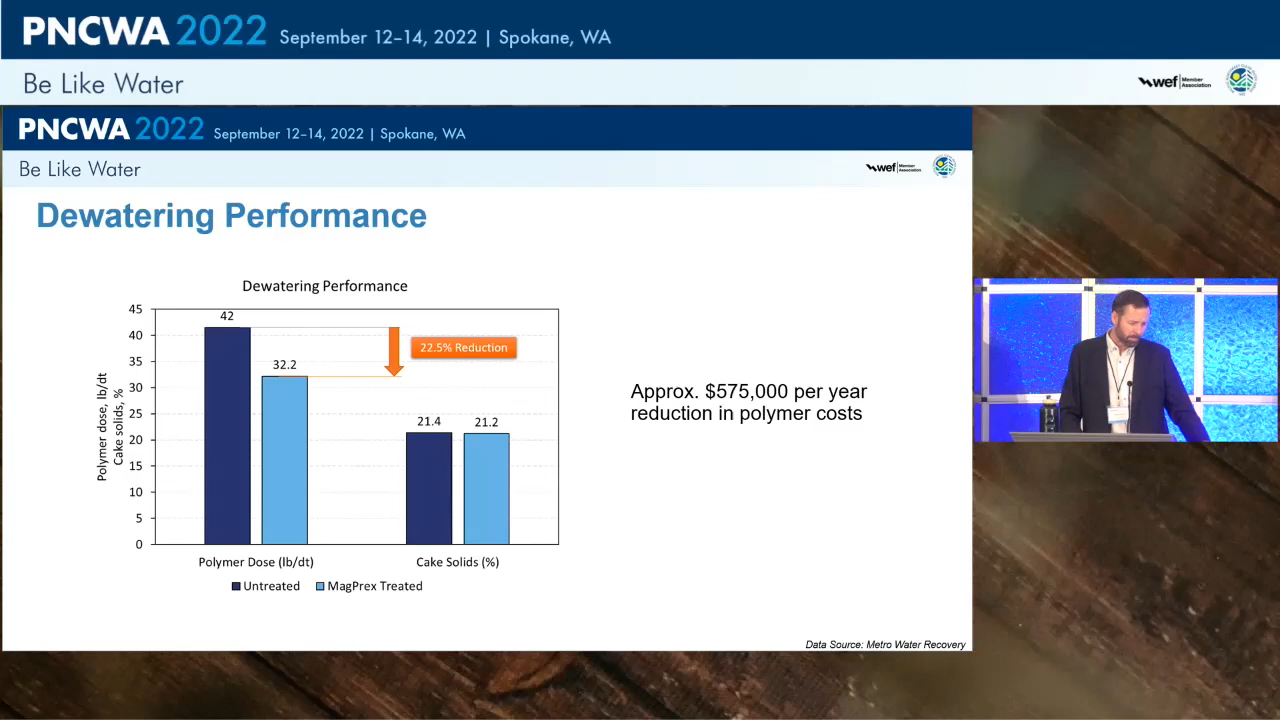 PNCWA 2022 September 12–14, 2022 | Spokane, WA
Be Like Water
wef Member Association
PNCWA 2022 September 12–14, 2022 | Spokane, WA
Be Like Water
wef Member Association
Dewatering Performance
Dewatering Performance
45
40
35
30
25
20
15
10
5
0
Polymer dose, lb/dt
Cake solids, %
42
32.2
22.5% Reduction
21.4
21.2
Polymer Dose (lb/dt)
Cake Solids (%)
Untreated
MagPrex Treated
Approx. $575,000 per year
reduction in polymer costs
Data Source: Metro Water Recovery